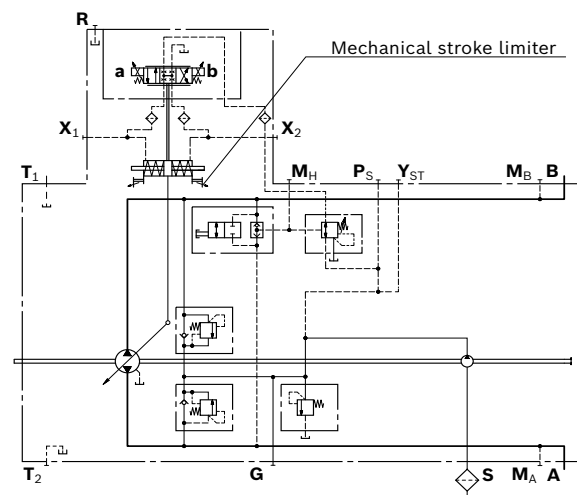 R
a b
Mechanical stroke limiter
X1 X2
T1 MH PS YST MB B
T2 G S MA A